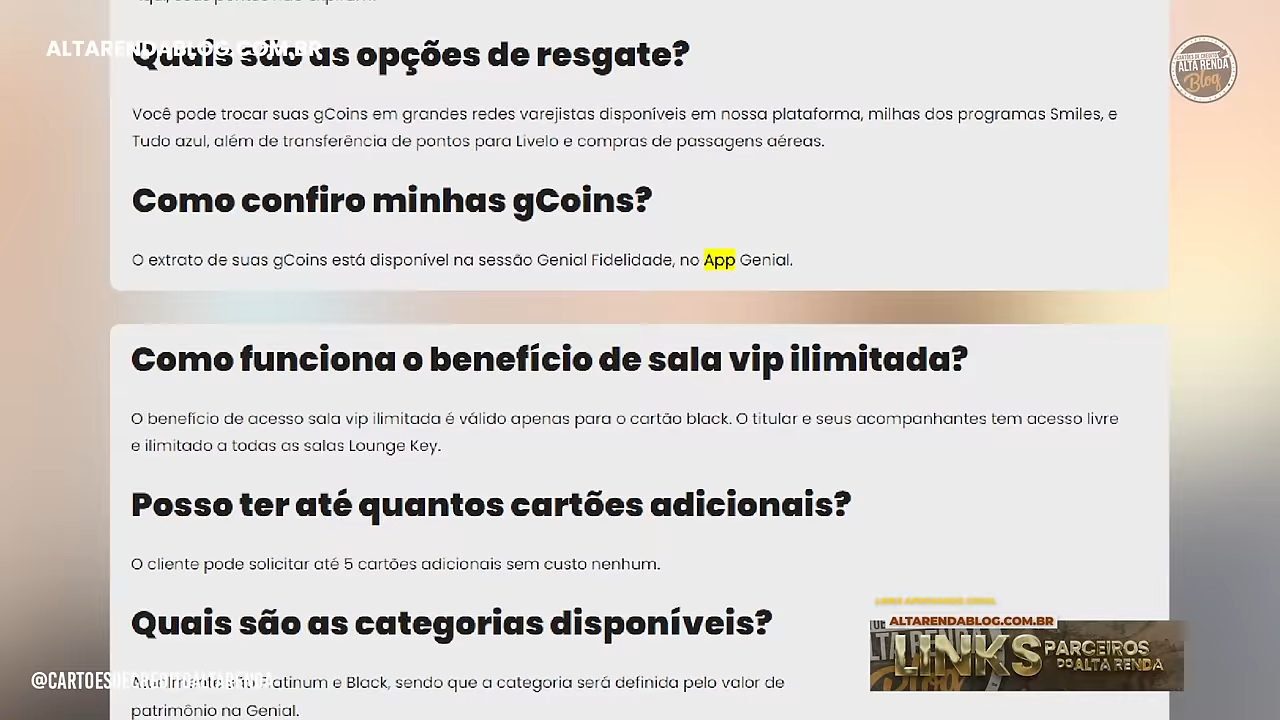 ALTARENDABLOG.COM.BR
Quais são as opções de resgate?
CARTÕES DE CRÉDITO
ALTA RENDA
Blog
Você pode trocar suas gCoins em grandes redes varejistas disponíveis em nossa plataforma, milhas dos programas Smiles, e
Tudo azul, além de transferência de pontos para Livelo e compras de passagens aéreas.
Como confiro minhas gCoins?
O extrato de suas gCoins está disponível na sessão Genial Fidelidade, no App Genial.
Como funciona o benefício de sala vip ilimitada?
O benefício de acesso sala vip ilimitada é válido apenas para o cartão black. O titular e seus acompanhantes tem acesso livre
e ilimitado a todas as salas Lounge Key.
Posso ter até quantos cartões adicionais?
O cliente pode solicitar até 5 cartões adicionais sem custo nenhum.
Quais são as categorias disponíveis?
ALTARENDABLOG.COM.BR
LINKS PARCEIROS
DO ALTA RENDA
@CARTOESDECREDITOALTARENDA
Platinum e Black, sendo que a categoria será definida pelo valor de
patrimônio na Genial.